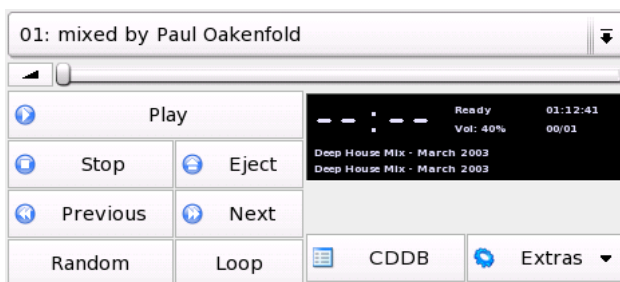 01: mixed by Paul Oakenfold
Play
Stop
Eject
Previous
Next
Random
Loop
--:--
Ready
01:12:41
Vol: 40%
00/01
Deep House Mix - March 2003
Deep House Mix - March 2003
CDDB
Extras